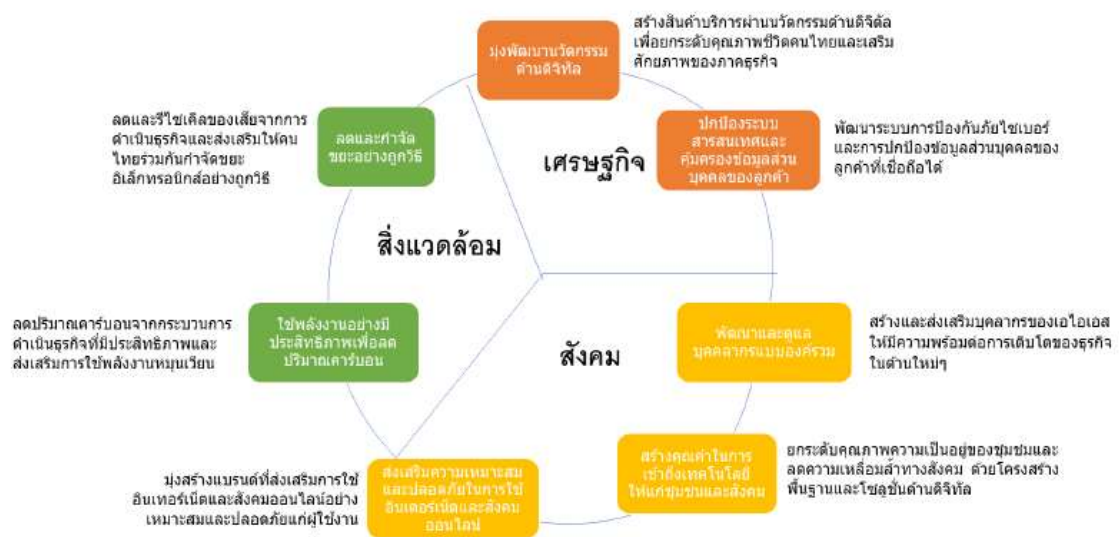 มุ่งพัฒนานวัตกรรม
ด้านดิจิทัล
สร้างสินค้าบริการผ่านนวัตกรรมด้านดิจิตัล
เพื่อยกระดับคุณภาพชีวิตคนไทยและเสริม
ศักยภาพของภาคธุรกิจ
ปกป้องระบบ
สารสนเทศและ
คุ้มครองข้อมูลส่วน
บุคคลของลูกค้า
พัฒนาระบบการป้องกันภัยไซเบอร์
และการปกป้องข้อมูลส่วนบุคคลของ
ลูกค้าที่เชื่อถือได้
เศรษฐกิจ
ลดและรีไซเคิลของเสียจากการ
ดำเนินธุรกิจและส่งเสริมให้คน
ไทยร่วมกันกำจัดขยะ
อิเล็กทรอนิกส์อย่างถูกวิธี
ลดและกำจัด
ขยะอย่างถูกวิธี
สิ่งแวดล้อม
ลดปริมาณคาร์บอนจากกระบวนการ
ดำเนินธุรกิจที่มีประสิทธิภาพและ
ส่งเสริมการใช้พลังงานหมุนเวียน
ใช้พลังงานอย่างมี
ประสิทธิภาพเพื่อลด
ปริมาณคาร์บอน
สังคม
พัฒนาและดูแล
บุคคลากรแบบองค์รวม
สร้างและส่งเสริมบุคลากรของเอไอเอส
ให้มีความพร้อมต่อการเติบโตของธุรกิจ
ในด้านใหม่ๆ
สร้างคุณค่าในการ
เข้าถึงเทคโนโลยี
ให้แก่ชุมชนและสังคม
ยกระดับคุณภาพความเป็นอยู่ของชุมชมและ
ลดความเหลื่อมล้ำทางสังคม ด้วยโครงสร้าง
พื้นฐานและโซลูชั่นด้านดิจิทัล
มุ่งสร้างแบรนด์ที่ส่งเสริมการใช้
อินเทอร์เน็ตและสังคมออนไลน์อย่าง
เหมาะสมและปลอดภัยแก่ผู้ใช้งาน
ส่งเสริมความเหมาะสม
และปลอดภัยในการใช้
อินเตอร์เน็ตและสังคม
ออนไลน์